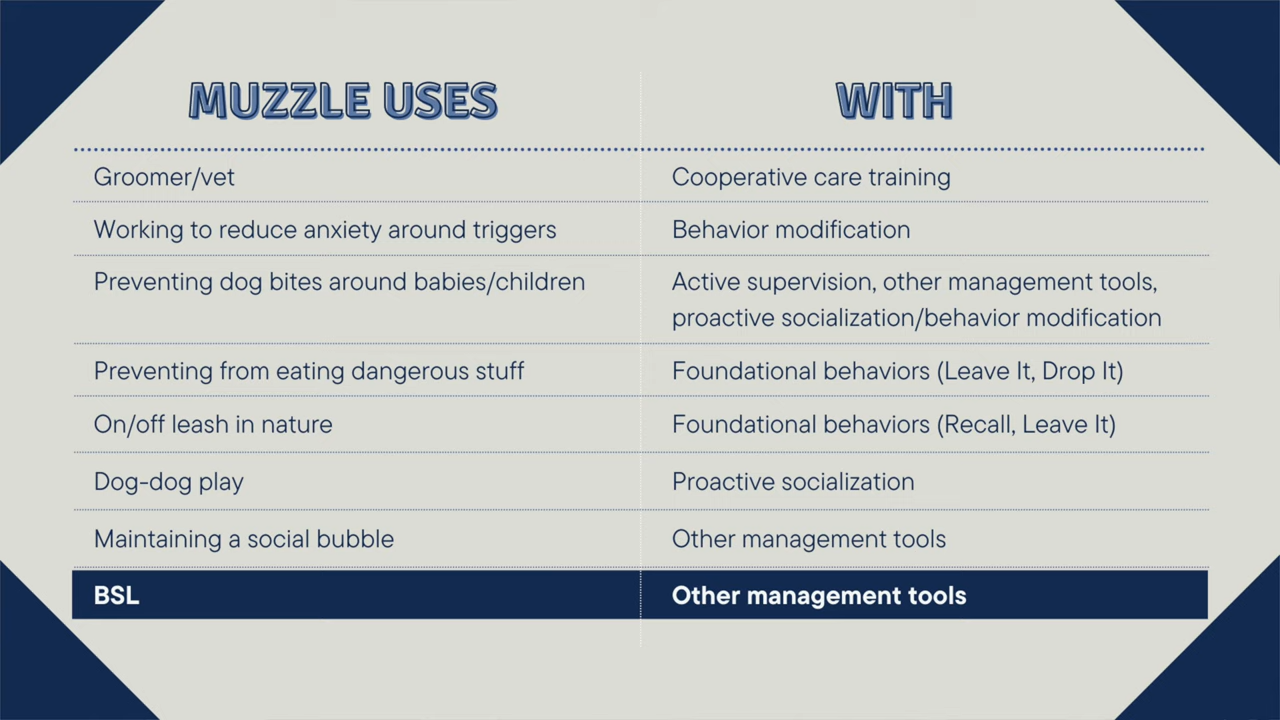 MUZZLE USES
WITH
Groomer/vet
Cooperative care training
Working to reduce anxiety around triggers
Behavior modification
Preventing dog bites around babies/children
Active supervision, other management tools,
proactive socialization/behavior modification
Preventing from eating dangerous stuff
Foundational behaviors (Leave It, Drop It)
On/off leash in nature
Foundational behaviors (Recall, Leave It)
Dog-dog play
Proactive socialization
Maintaining a social bubble
Other management tools
BSL
Other management tools